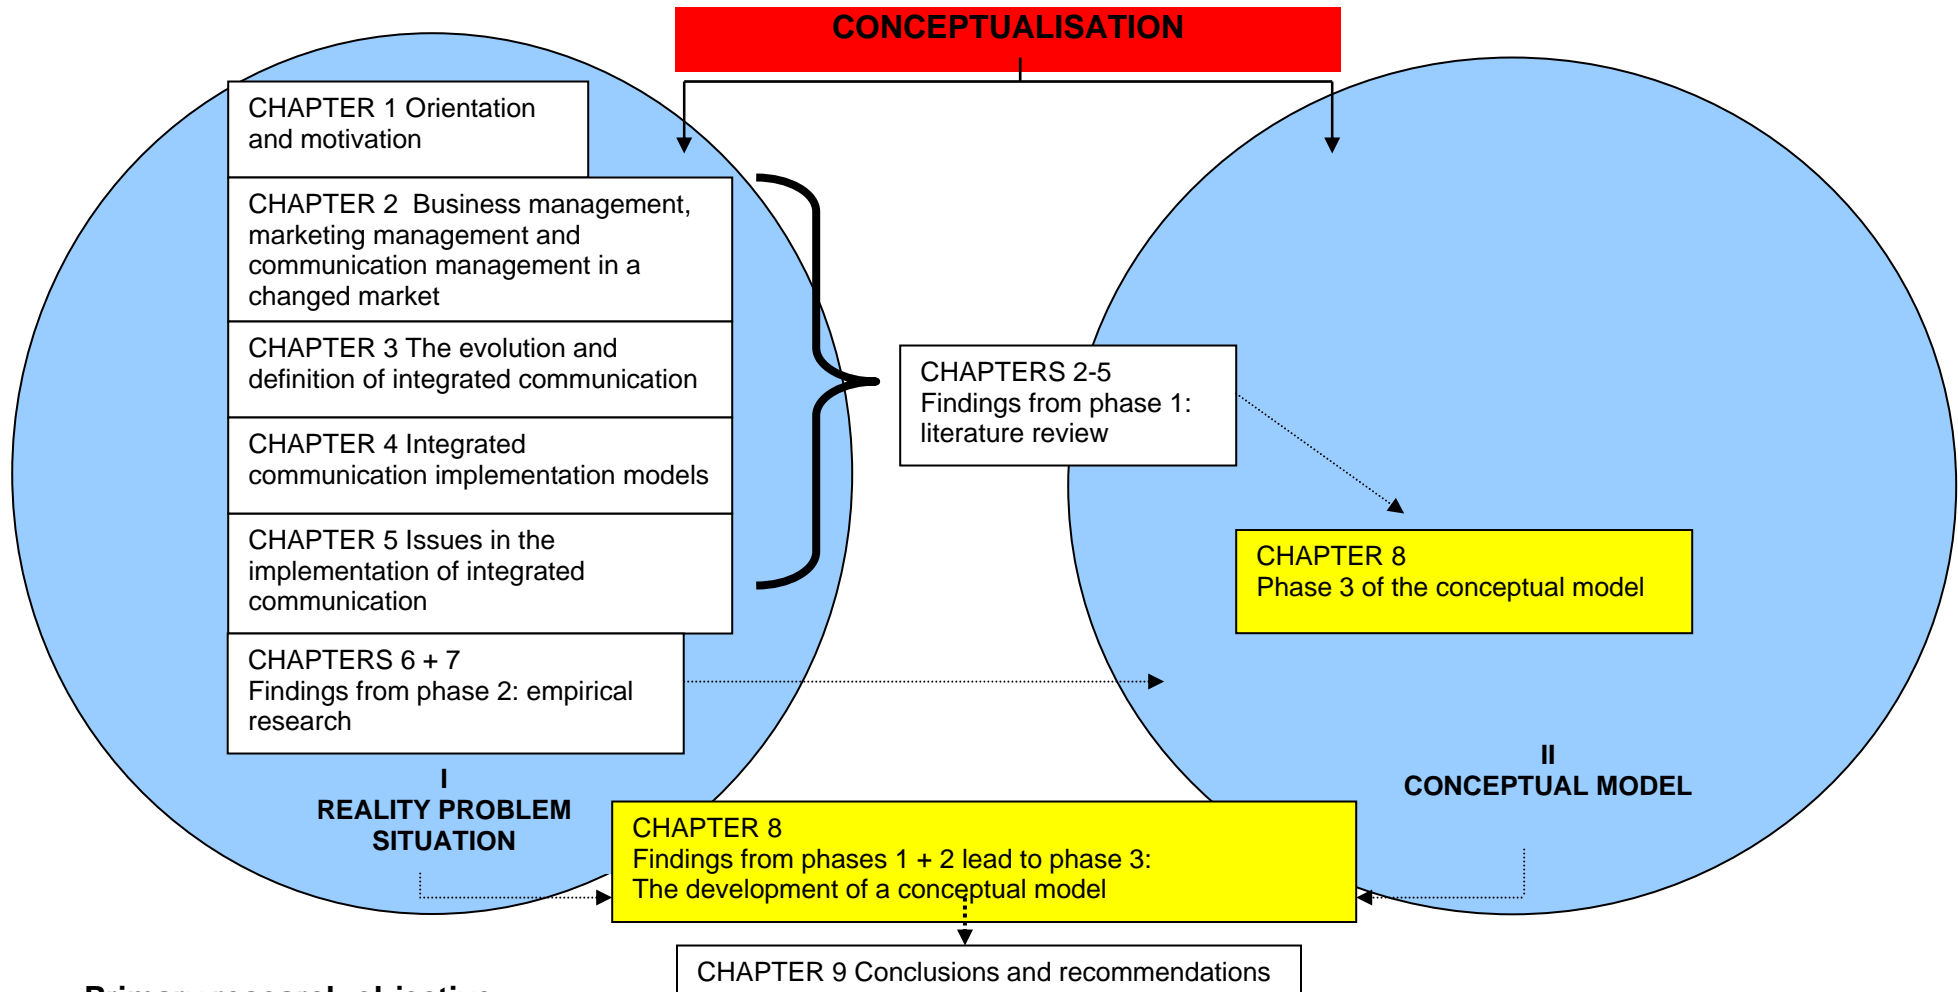 CONCEPTUALISATION
CHAPTER 1 Orientation
and motivation
CHAPTER 2  Business management,
marketing management and
communication management in a
changed market
CHAPTER 3 The evolution and
definition of integrated communication
CHAPTER 4 Integrated
communication implementation models
CHAPTER 5 Issues in the
implementation of integrated
communication
CHAPTERS 6 + 7
Findings from phase 2: empirical
research
I
REALITY PROBLEM
SITUATION
CHAPTERS 2-5
Findings from phase 1:
literature review
CHAPTER 8
Phase 3 of the conceptual model
II
CONCEPTUAL MODEL
CHAPTER 8
Findings from phases 1 + 2 lead to phase 3:
The development of a conceptual model
CHAPTER 9 Conclusions and recommendations
Primary research objective